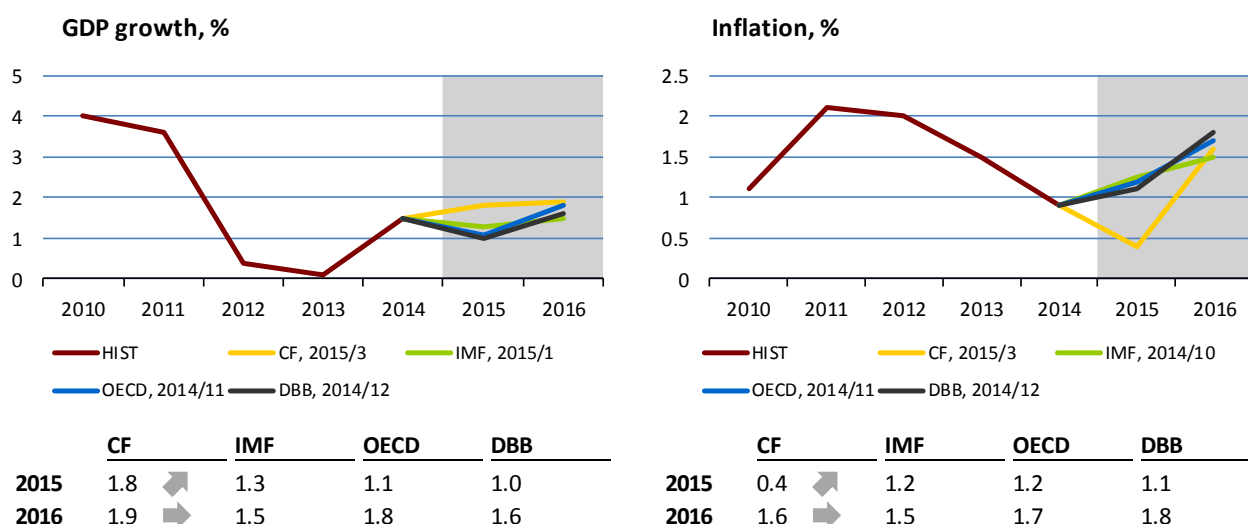 GDP growth, %
5
4
3
2
1
0
2010 2011 2012 2013 2014 2015 2016
HIST CF, 2015/3 IMF, 2015/1
OECD, 2014/11 DBB, 2014/12
CF IMF OECD DBB
2015 1.8 1.3 1.1 1.0
2016 1.9 1.5 1.8 1.6
Inflation, %
2.5
2
1.5
1
0.5
0
2010 2011 2012 2013 2014 2015 2016
HIST CF, 2015/3 IMF, 2014/10
OECD, 2014/11 DBB, 2014/12
CF IMF OECD DBB
2015 0.4 1.2 1.2 1.1
2016 1.6 1.5 1.7 1.8